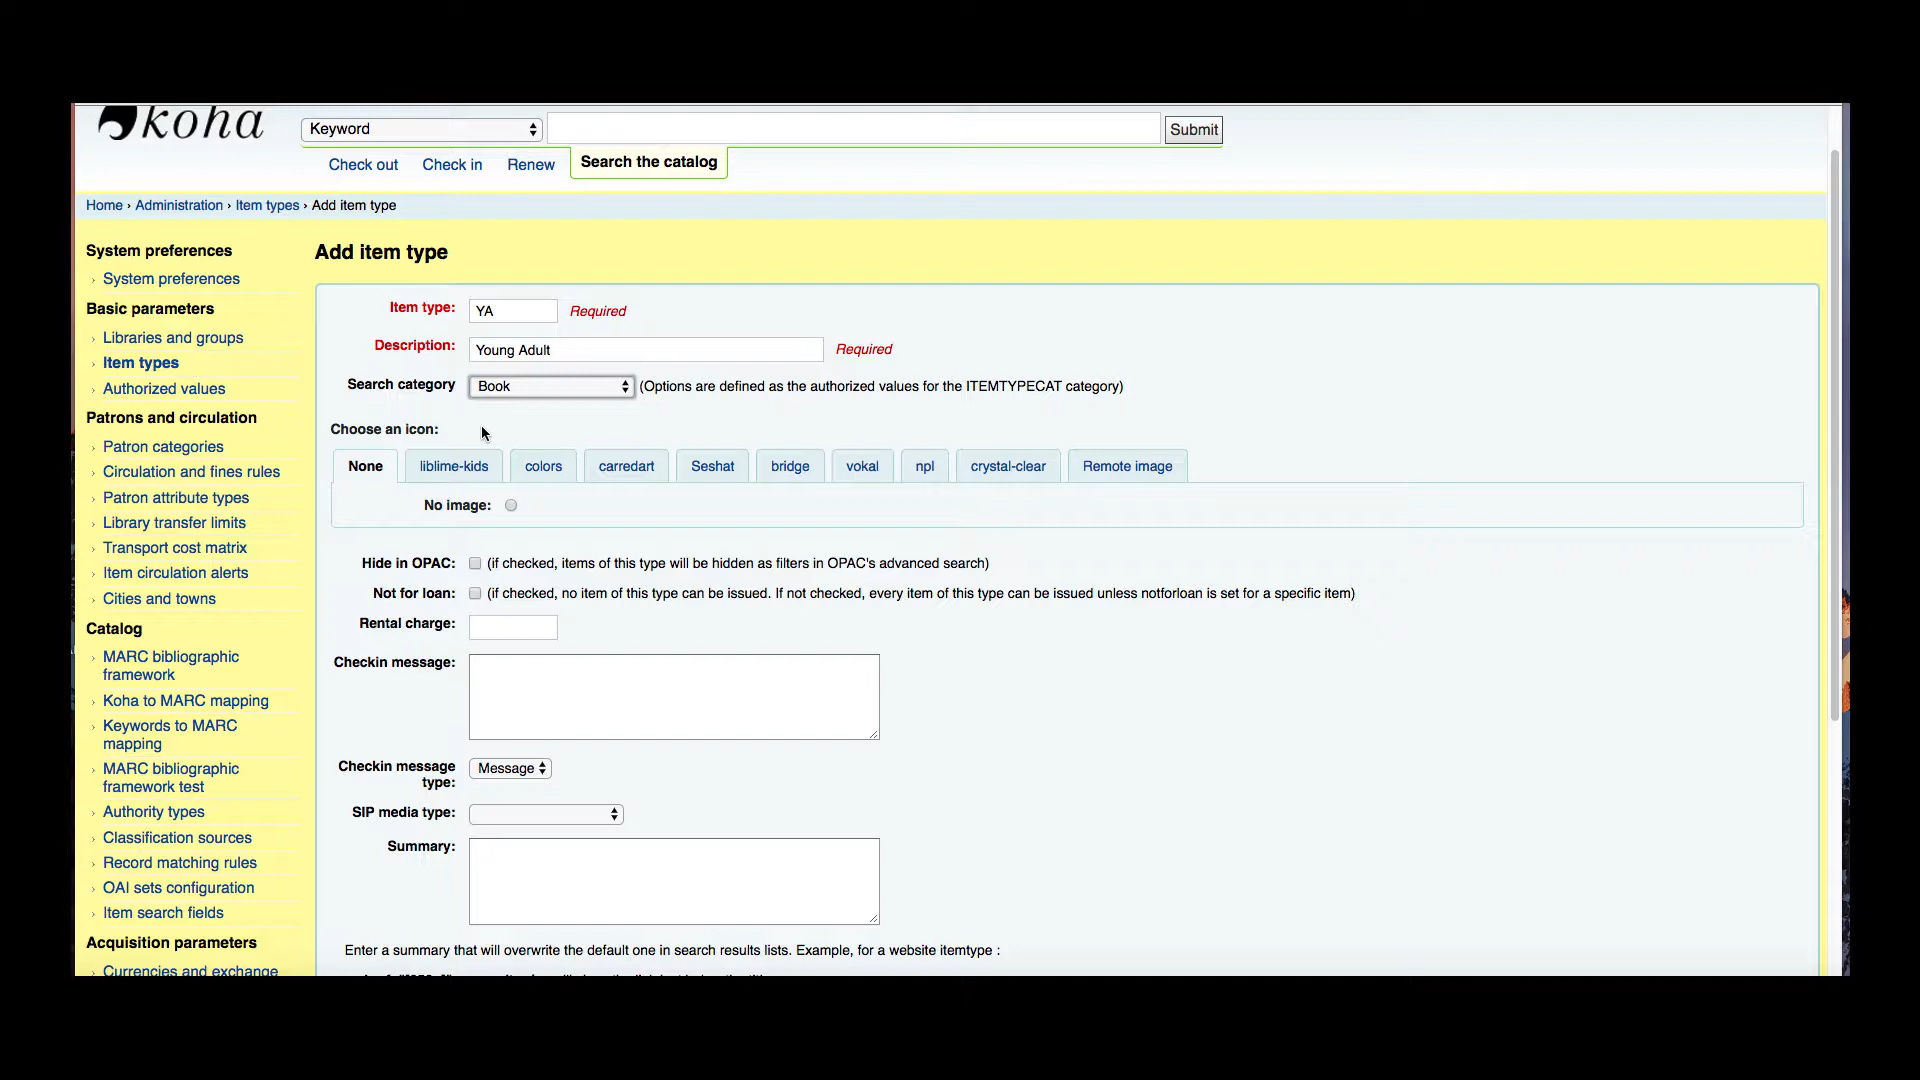 koha
Keyword
Submit
Check out
Check in
Renew
Search the catalog
Home › Administration › Item types › Add item type
System preferences
› System preferences
Basic parameters
› Libraries and groups
› Item types
› Authorized values
Patrons and circulation
› Patron categories
› Circulation and fines rules
› Patron attribute types
› Library transfer limits
› Transport cost matrix
› Item circulation alerts
› Cities and towns
Catalog
› MARC bibliographic
framework
› Koha to MARC mapping
› Keywords to MARC
mapping
› MARC bibliographic
framework test
› Authority types
› Classification sources
› Record matching rules
› OAI sets configuration
› Item search fields
Acquisition parameters
› Currencies and exchange
Add item type
Item type: YA Required
Description: Young Adult Required
Search category Book (Options are defined as the authorized values for the ITEMTYPECAT category)
Choose an icon:
None liblime-kids colors carredart Seshat bridge vokal npl crystal-clear Remote image
No image:
Hide in OPAC: (if checked, items of this type will be hidden as filters in OPAC's advanced search)
Not for loan: (if checked, no item of this type can be issued. If not checked, every item of this type can be issued unless notforloan is set for a specific item)
Rental charge:
Checkin message:
Checkin message
type: Message
SIP media type:
Summary:
Enter a summary that will overwrite the default one in search results lists. Example, for a website itemtype :